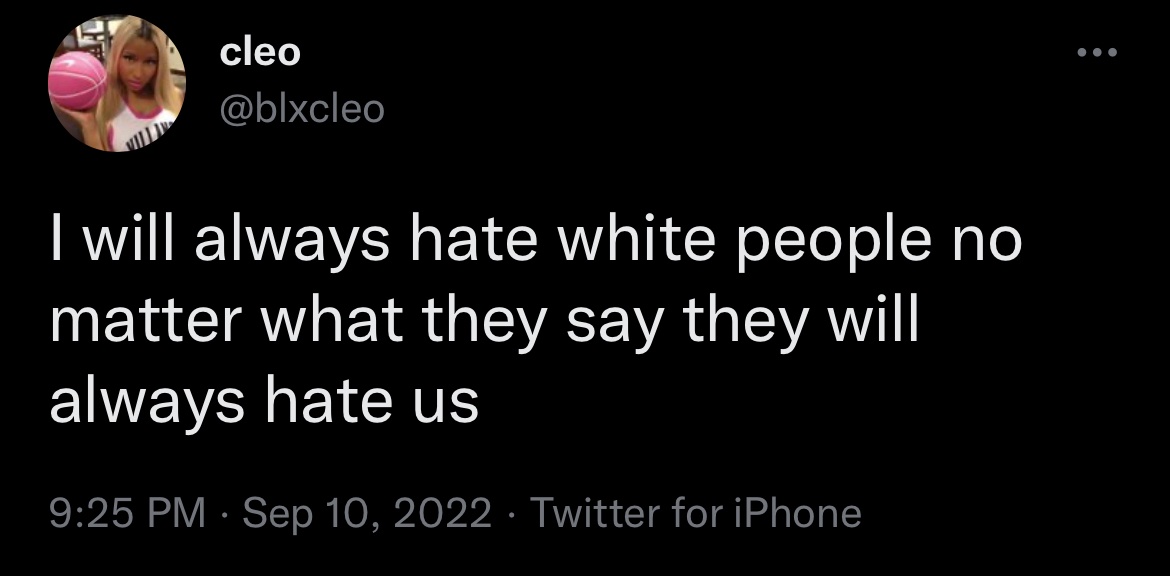 cleo
@blxcleo
I will always hate white people no
matter what they say they will
always hate us
9:25 PM · Sep 10, 2022 · Twitter for iPhone